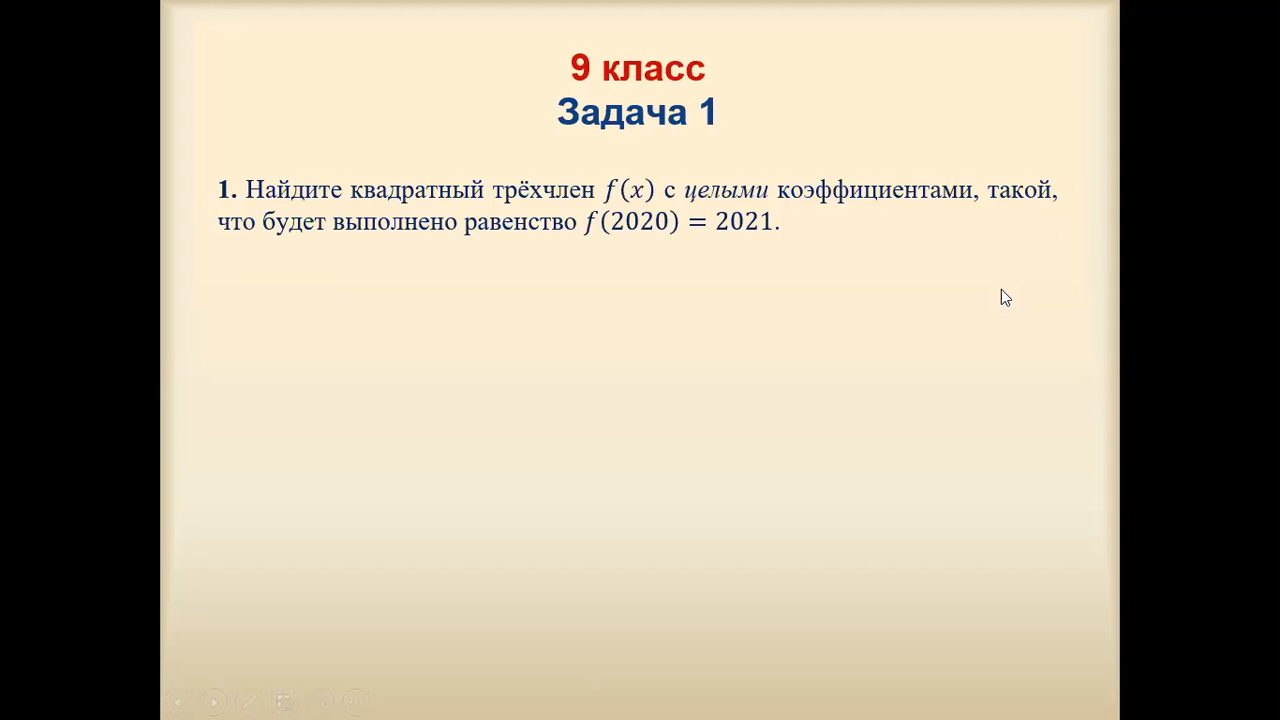 9 класс
Задача 1
1. Найдите квадратный трёхчлен f(x) с целыми коэффициентами, такой,
что будет выполнено равенство f(2020) = 2021.